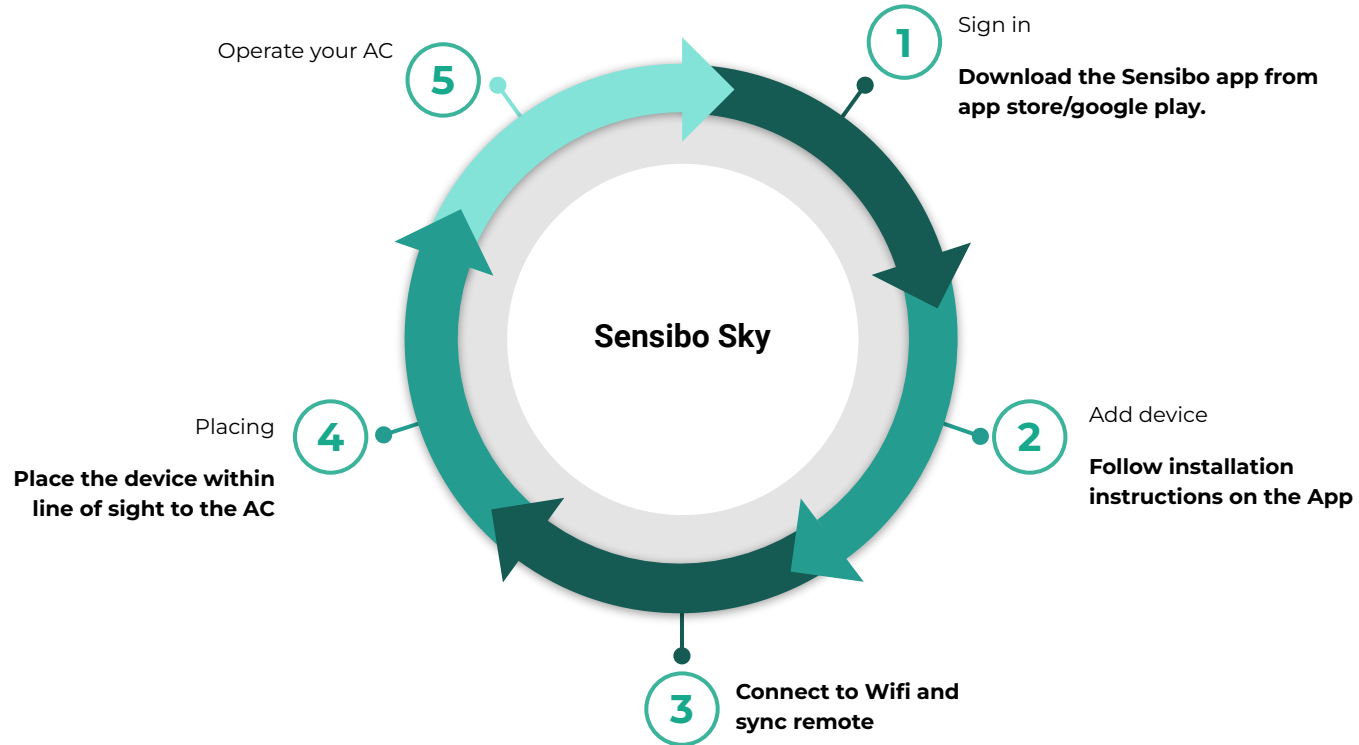 1
Sign in
Download the Sensibo app from
app store/google play.
2
Add device
Follow installation
instructions on the App
3
Connect to Wifi and
sync remote
4
Placing
Place the device within
line of sight to the AC
5
Operate your AC
Sensibo Sky